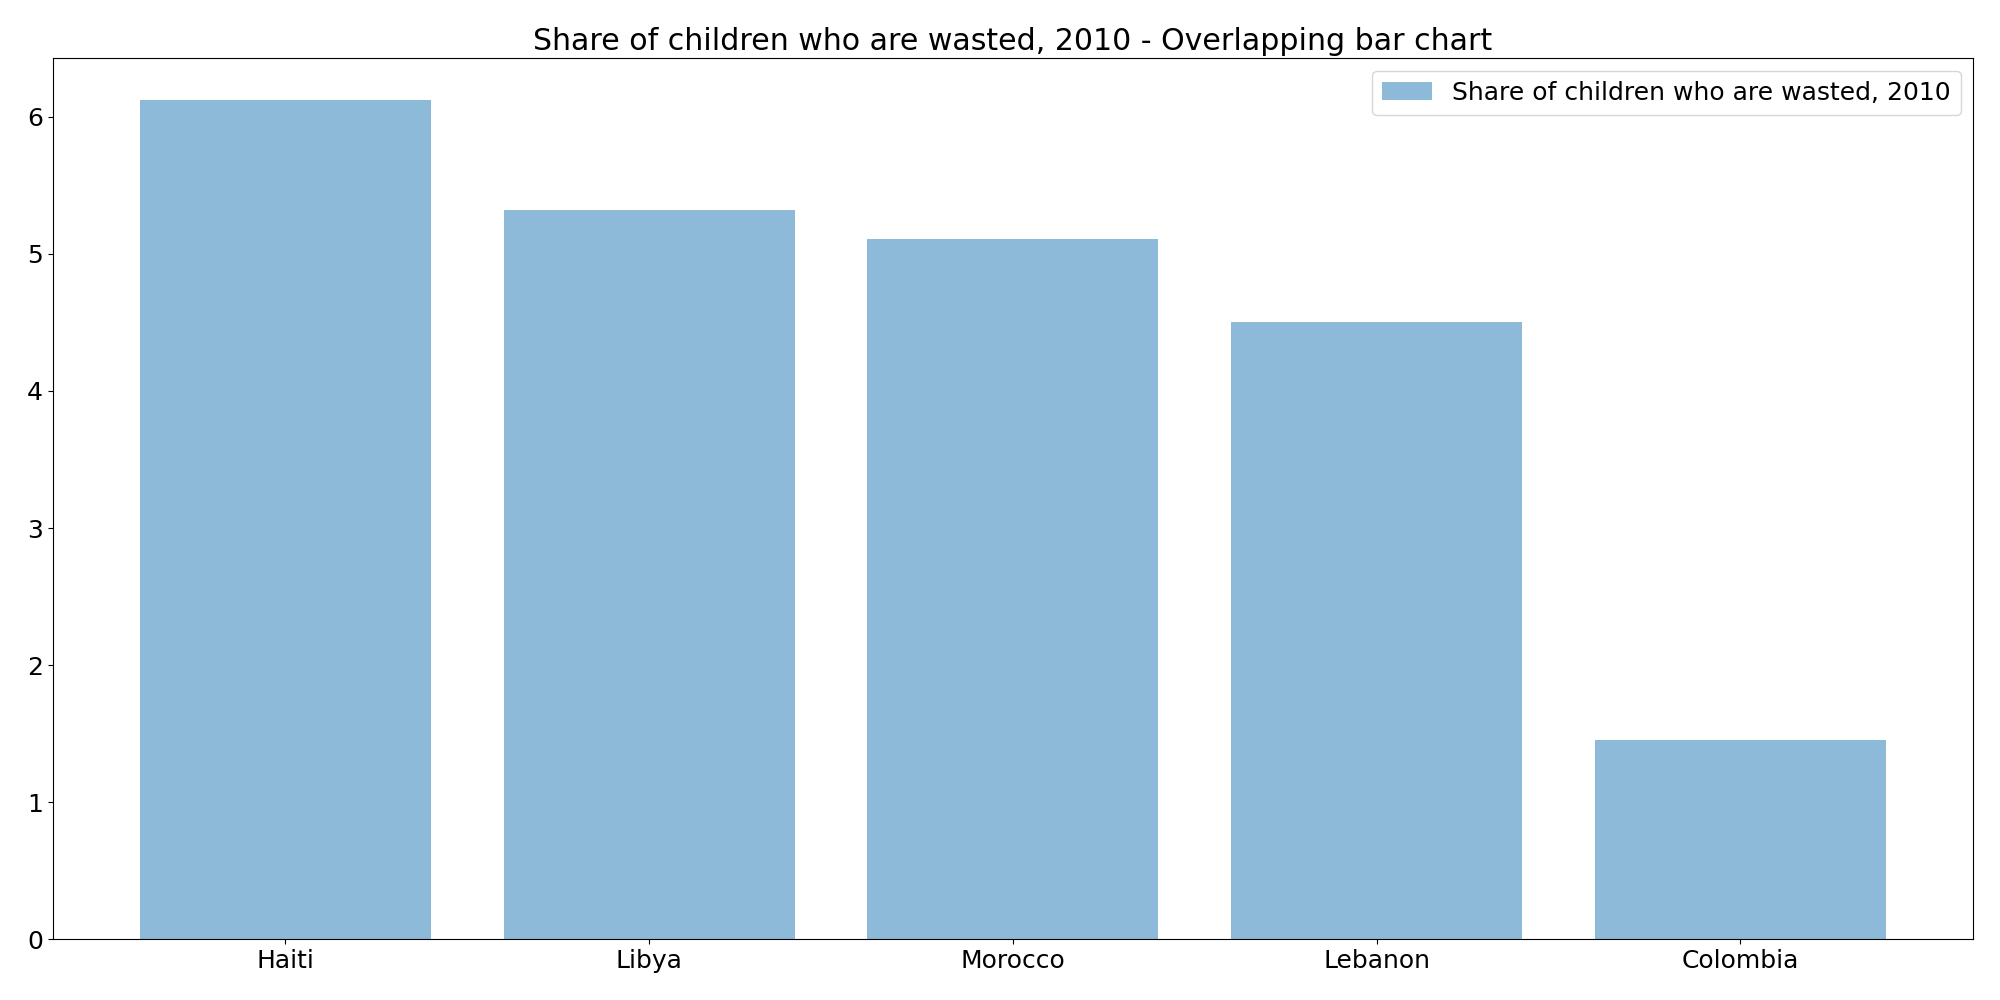 Share of children who are wasted, 2010 - Overlapping bar chart
Share of children who are wasted, 2010
6
5
4
3
2
1
0
Haiti Libya Morocco Lebanon Colombia